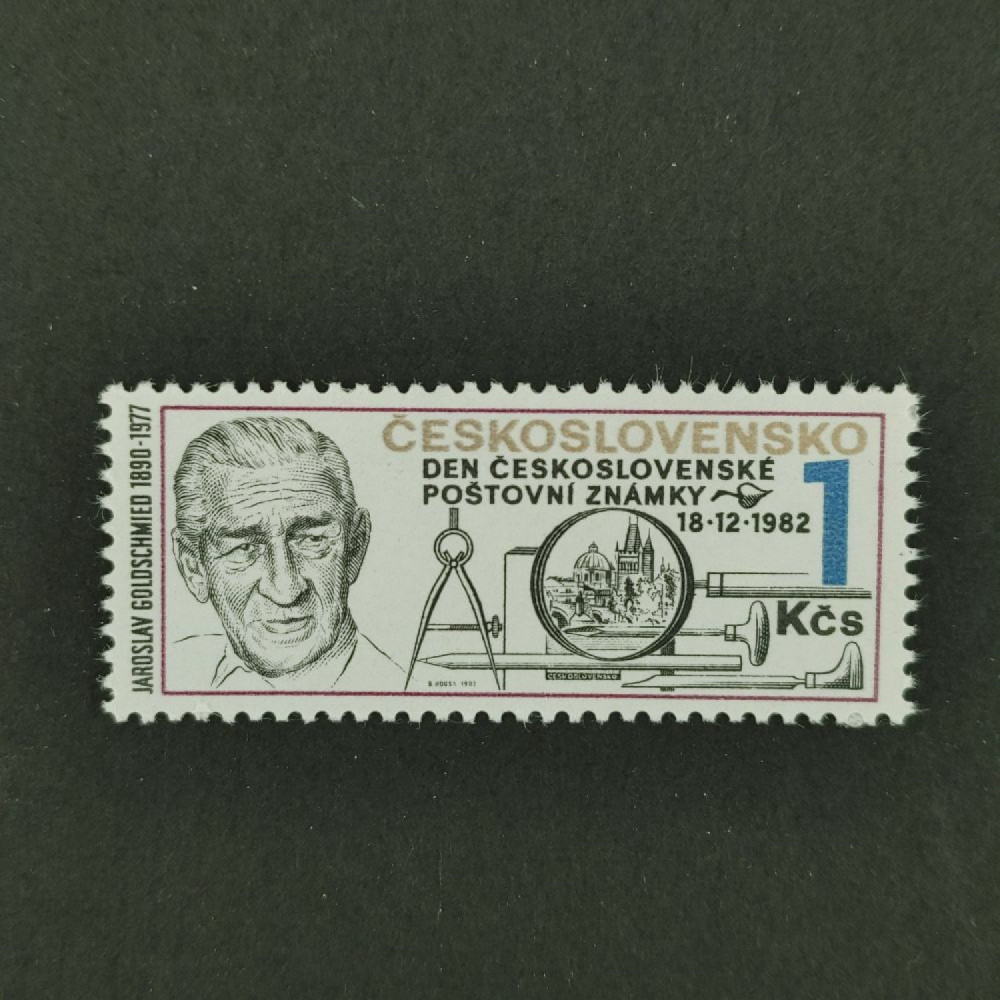 JAROSLAV GOLDSCHMIED 1890-1977
ČESKOSLOVENSKO
DEN ČESKOSLOVENSKÉ
POŠTOVNÍ ZNÁMKY
18·12·1982
1
Kčs
ČESKOSLOVENSKO